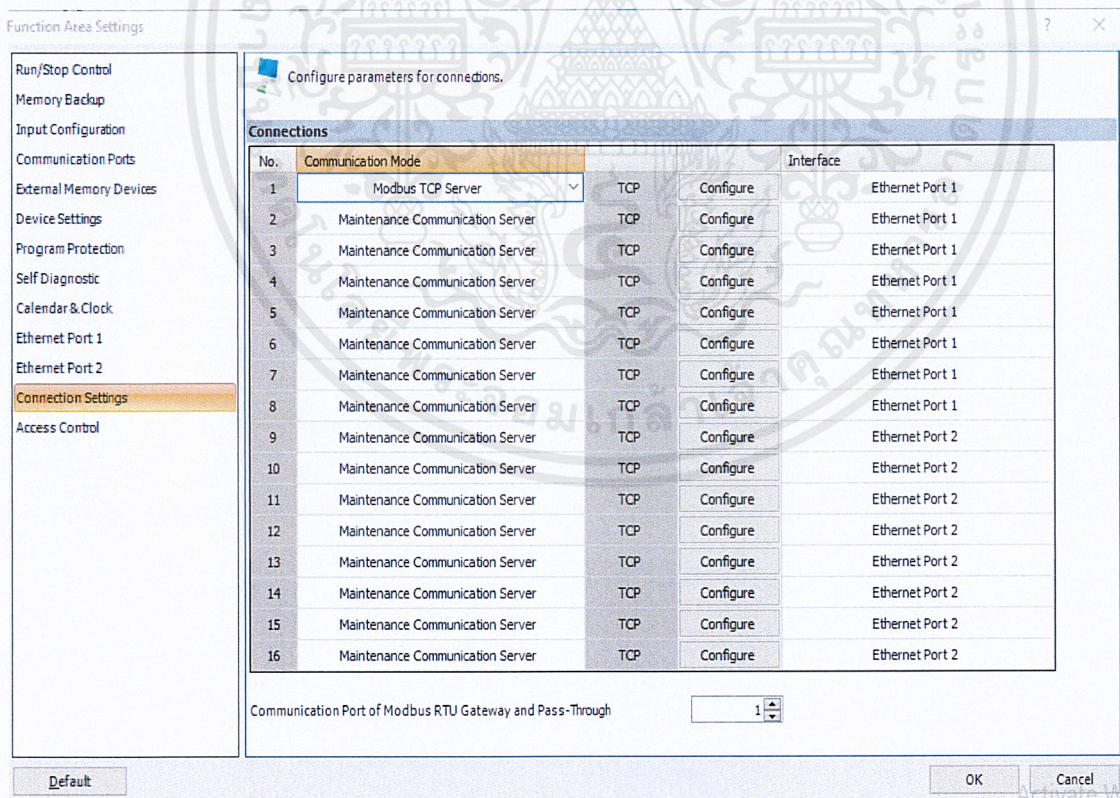 Function Area Settings
Run/Stop Control
Memory Backup
Input Configuration
Communication Ports
External Memory Devices
Device Settings
Program Protection
Self Diagnostic
Calendar & Clock
Ethernet Port 1
Ethernet Port 2
Connection Settings
Access Control
Configure parameters for connections.
Connections
No. Communication Mode Interface
1 Modbus TCP Server TCP Configure Ethernet Port 1
2 Maintenance Communication Server TCP Configure Ethernet Port 1
3 Maintenance Communication Server TCP Configure Ethernet Port 1
4 Maintenance Communication Server TCP Configure Ethernet Port 1
5 Maintenance Communication Server TCP Configure Ethernet Port 1
6 Maintenance Communication Server TCP Configure Ethernet Port 1
7 Maintenance Communication Server TCP Configure Ethernet Port 1
8 Maintenance Communication Server TCP Configure Ethernet Port 1
9 Maintenance Communication Server TCP Configure Ethernet Port 2
10 Maintenance Communication Server TCP Configure Ethernet Port 2
11 Maintenance Communication Server TCP Configure Ethernet Port 2
12 Maintenance Communication Server TCP Configure Ethernet Port 2
13 Maintenance Communication Server TCP Configure Ethernet Port 2
14 Maintenance Communication Server TCP Configure Ethernet Port 2
15 Maintenance Communication Server TCP Configure Ethernet Port 2
16 Maintenance Communication Server TCP Configure Ethernet Port 2
Communication Port of Modbus RTU Gateway and Pass-Through 1
Default OK Cancel